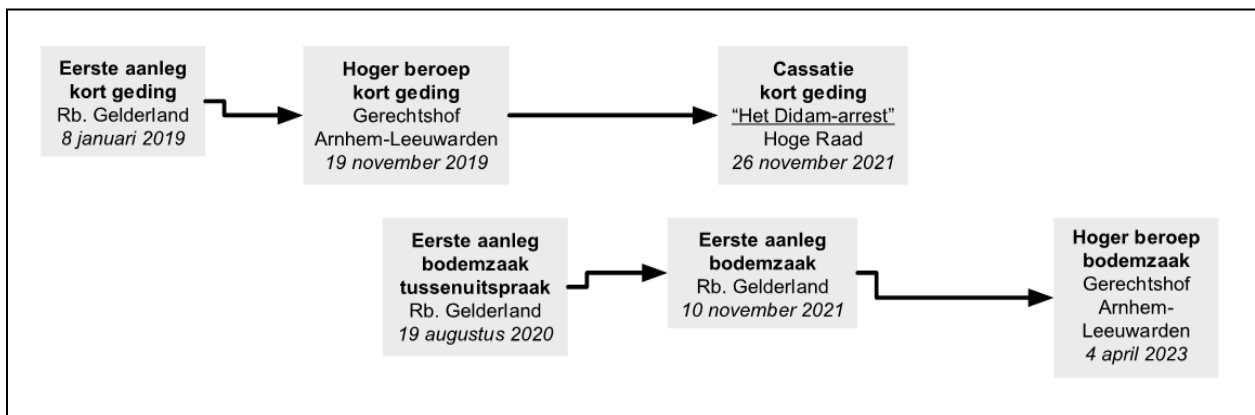 Eerste aanleg
kort geding
Rb. Gelderland
8 januari 2019
Hoger beroep
kort geding
Gerechtshof
Arnhem-Leeuwarden
19 november 2019
Cassatie
kort geding
“Het Didam-arrest”
Hoge Raad
26 november 2021
Eerste aanleg
bodemzaak
tussenuitspraak
Rb. Gelderland
19 augustus 2020
Eerste aanleg
bodemzaak
Rb. Gelderland
10 november 2021
Hoger beroep
bodemzaak
Gerechtshof
Arnhem-
Leeuwarden
4 april 2023